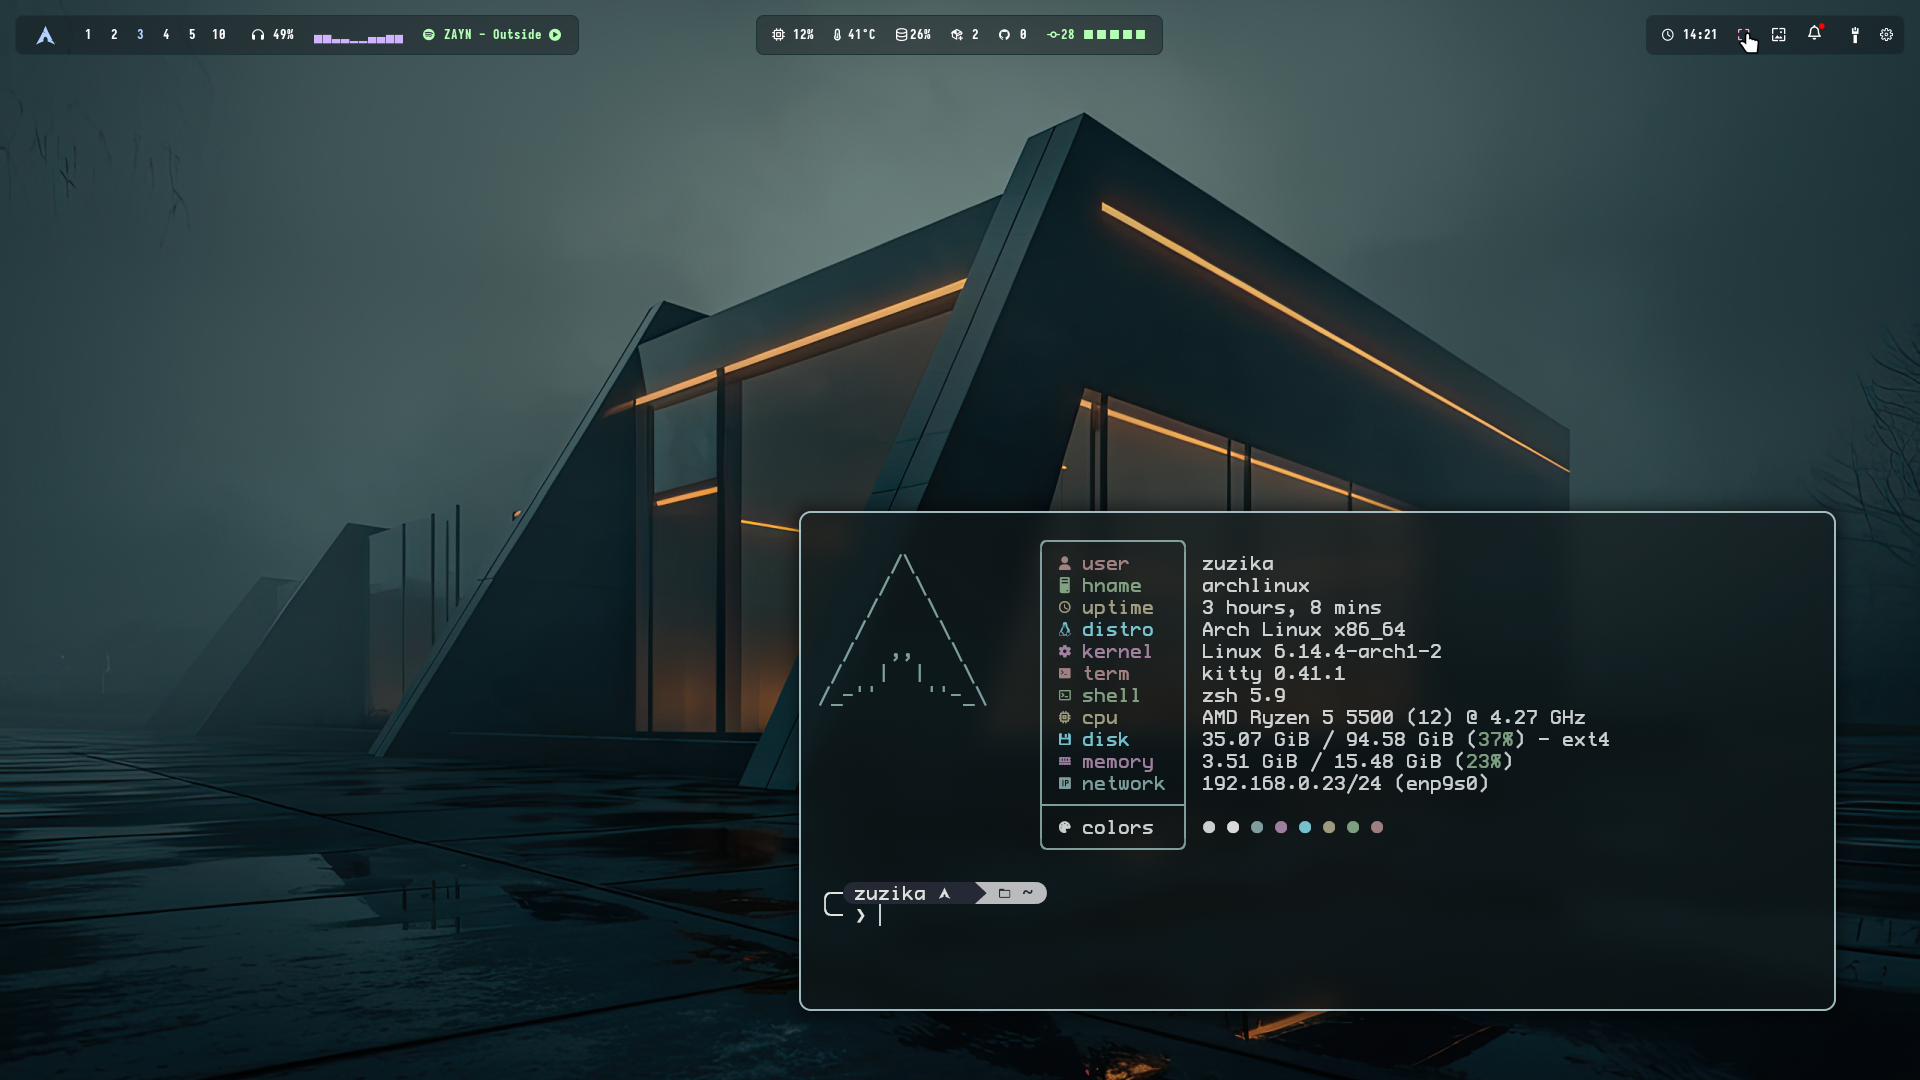 1 2 3 4 5 10 49% ZAYN - Outside
12% 41°C 26% 2 0 28
14:21
user zuzika
hname archlinux
uptime 3 hours, 8 mins
distro Arch Linux x86_64
kernel Linux 6.14.4-arch1-2
term kitty 0.41.1
shell zsh 5.9
cpu AMD Ryzen 5 5500 (12) @ 4.27 GHz
disk 35.07 GiB / 94.58 GiB (37%) - ext4
memory 3.51 GiB / 15.48 GiB (23%)
network 192.168.0.23/24 (enp9s0)
colors
zuzika ~
❯